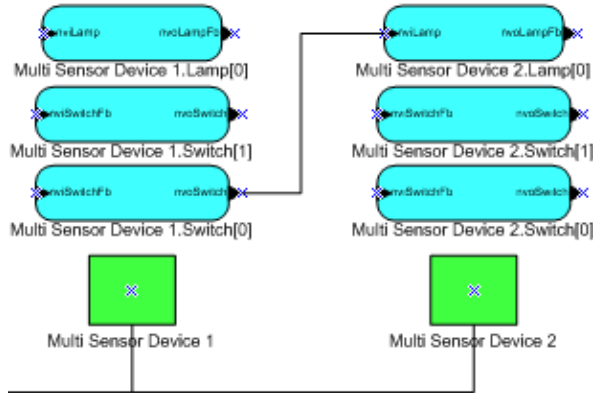 nviLamp nvoLampFb nviLamp nvoLampFb
Multi Sensor Device 1.Lamp[0] Multi Sensor Device 2.Lamp[0]
nviSwitchFb nvoSwitch nviSwitchFb nvoSwitch
Multi Sensor Device 1.Switch[1] Multi Sensor Device 2.Switch[1]
nviSwitchFb nvoSwitch nviSwitchFb nvoSwitch
Multi Sensor Device 1.Switch[0] Multi Sensor Device 2.Switch[0]
Multi Sensor Device 1 Multi Sensor Device 2